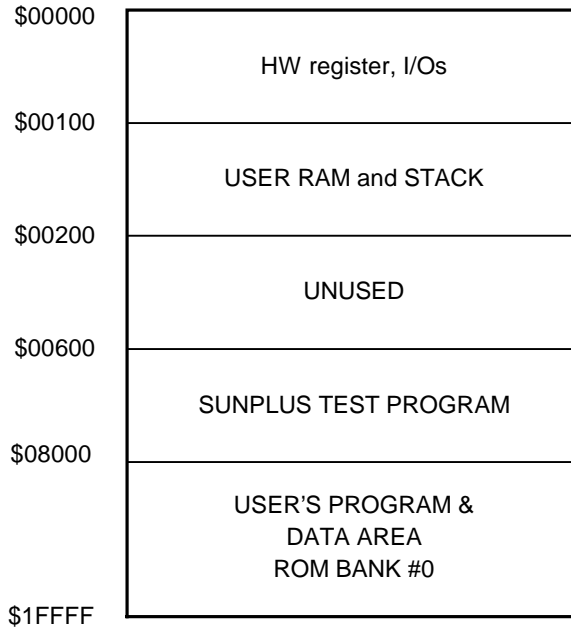 $00000
HW register, I/Os
$00100
USER RAM and STACK
$00200
UNUSED
$00600
SUNPLUS TEST PROGRAM
$08000
USER’S PROGRAM &
DATA AREA
ROM BANK #0
$1FFFF